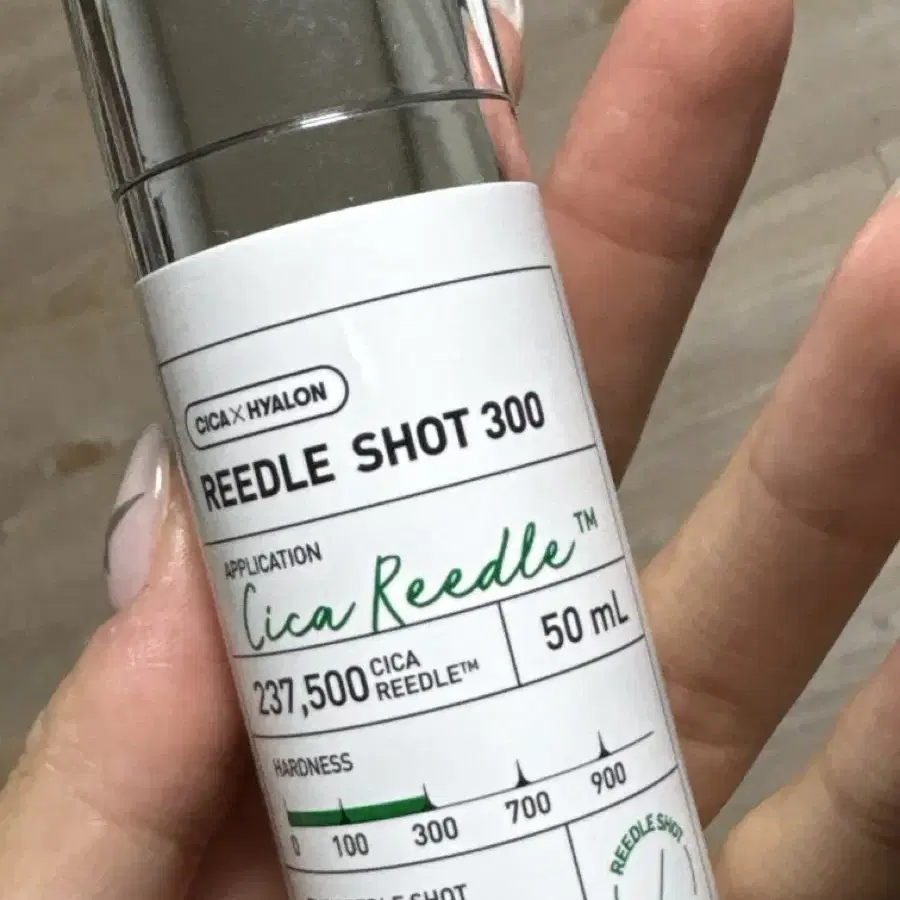 CICA X HYALON
REEDLE SHOT 300
APPLICATION
Cica Reedle™
237,500 CICA REEDLE™
50 mL
HARDNESS
0 100 300 700 900
REEDLE SHOT
SHOT